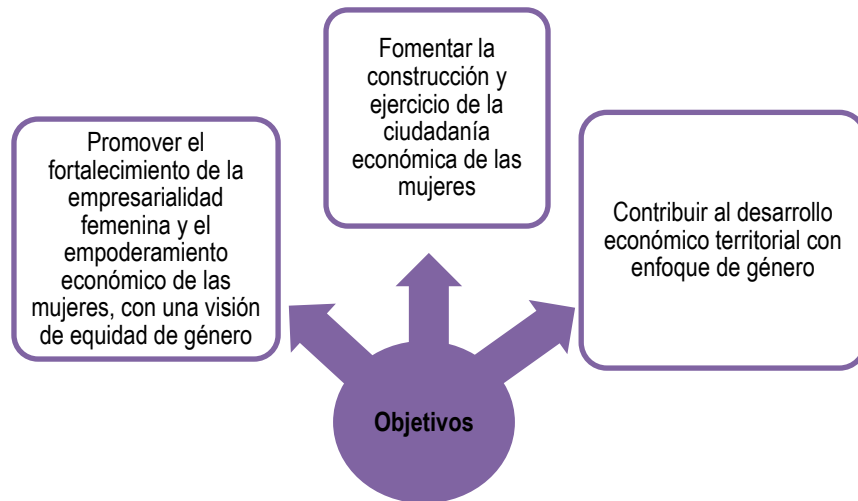 Promover el
fortalecimiento de la
empresarialidad
femenina y el
empoderamiento
económico de las
mujeres, con una visión
de equidad de género
Fomentar la
construcción y
ejercicio de la
ciudadanía
económica de las
mujeres
Contribuir al desarrollo
económico territorial con
enfoque de género
Objetivos